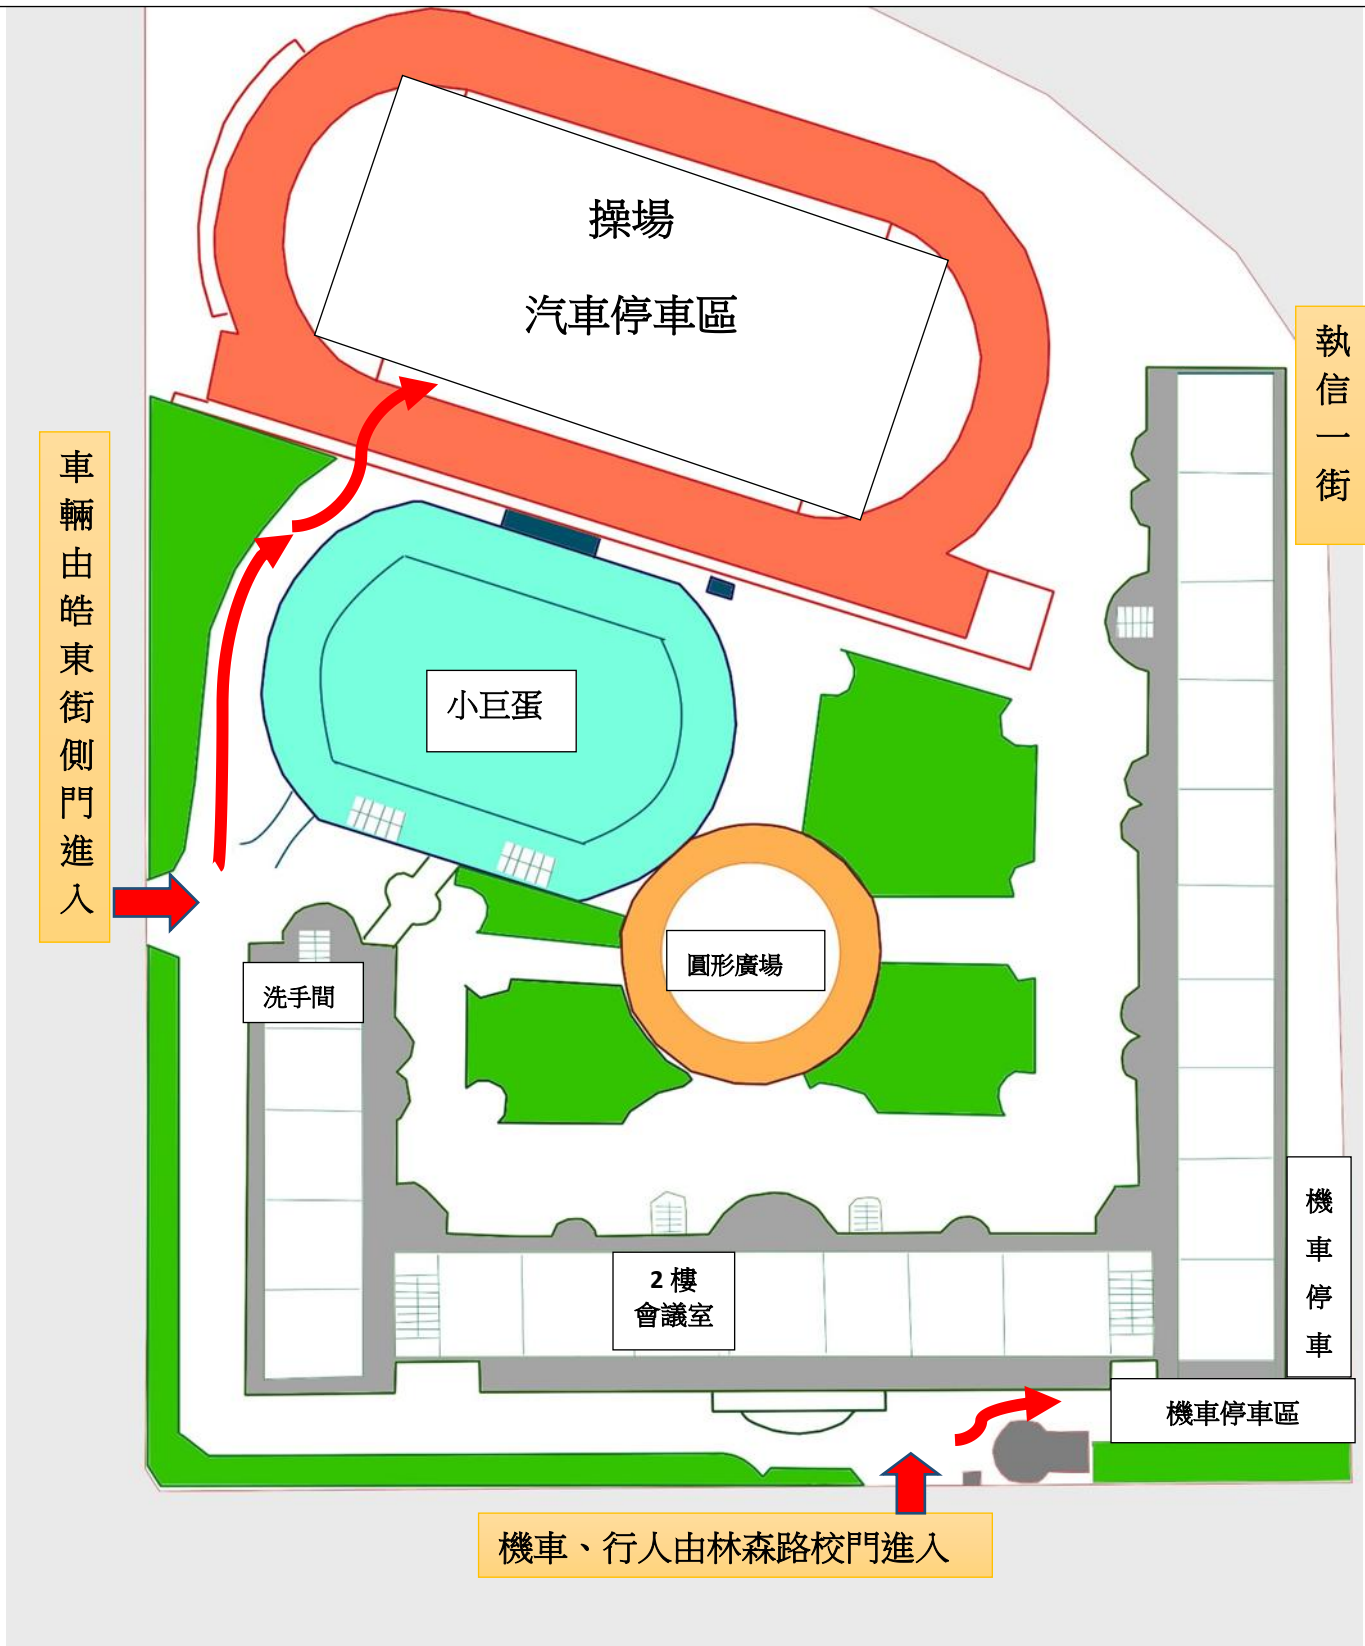 操場
汽車停車區
執信一街
車輛由皓東街側門進入
小巨蛋
圓形廣場
洗手間
機車停車
2 樓
會議室
機車停車區
機車、行人由林森路校門進入